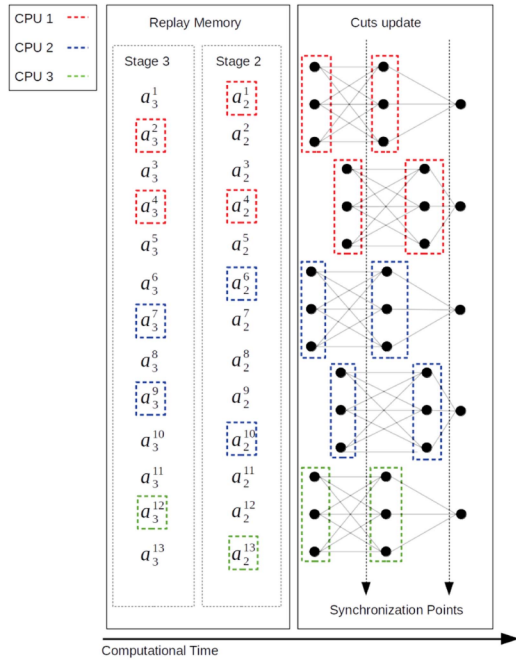 CPU 1
CPU 2
CPU 3
Replay Memory
Cuts update
Stage 3
Stage 2
a_3^1 a_2^1
a_3^2 a_2^2
a_3^3 a_2^3
a_3^4 a_2^4
a_3^5 a_2^5
a_3^6 a_2^6
a_3^7 a_2^7
a_3^8 a_2^8
a_3^9 a_2^9
a_3^10 a_2^10
a_3^11 a_2^11
a_3^12 a_2^12
a_3^13 a_2^13
Synchronization Points
Computational Time